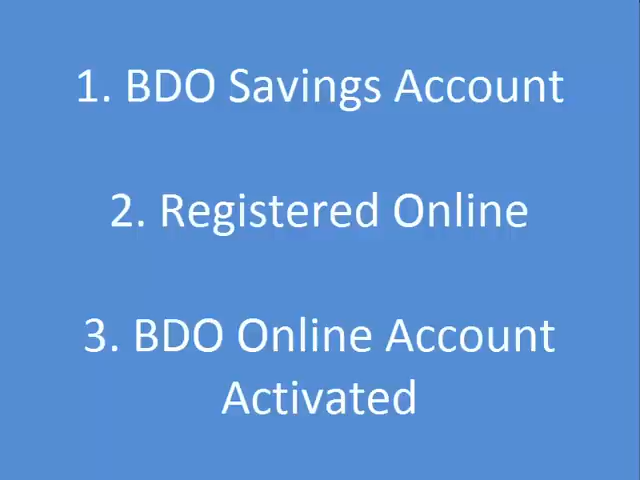 1. BDO Savings Account
2. Registered Online
3. BDO Online Account
Activated